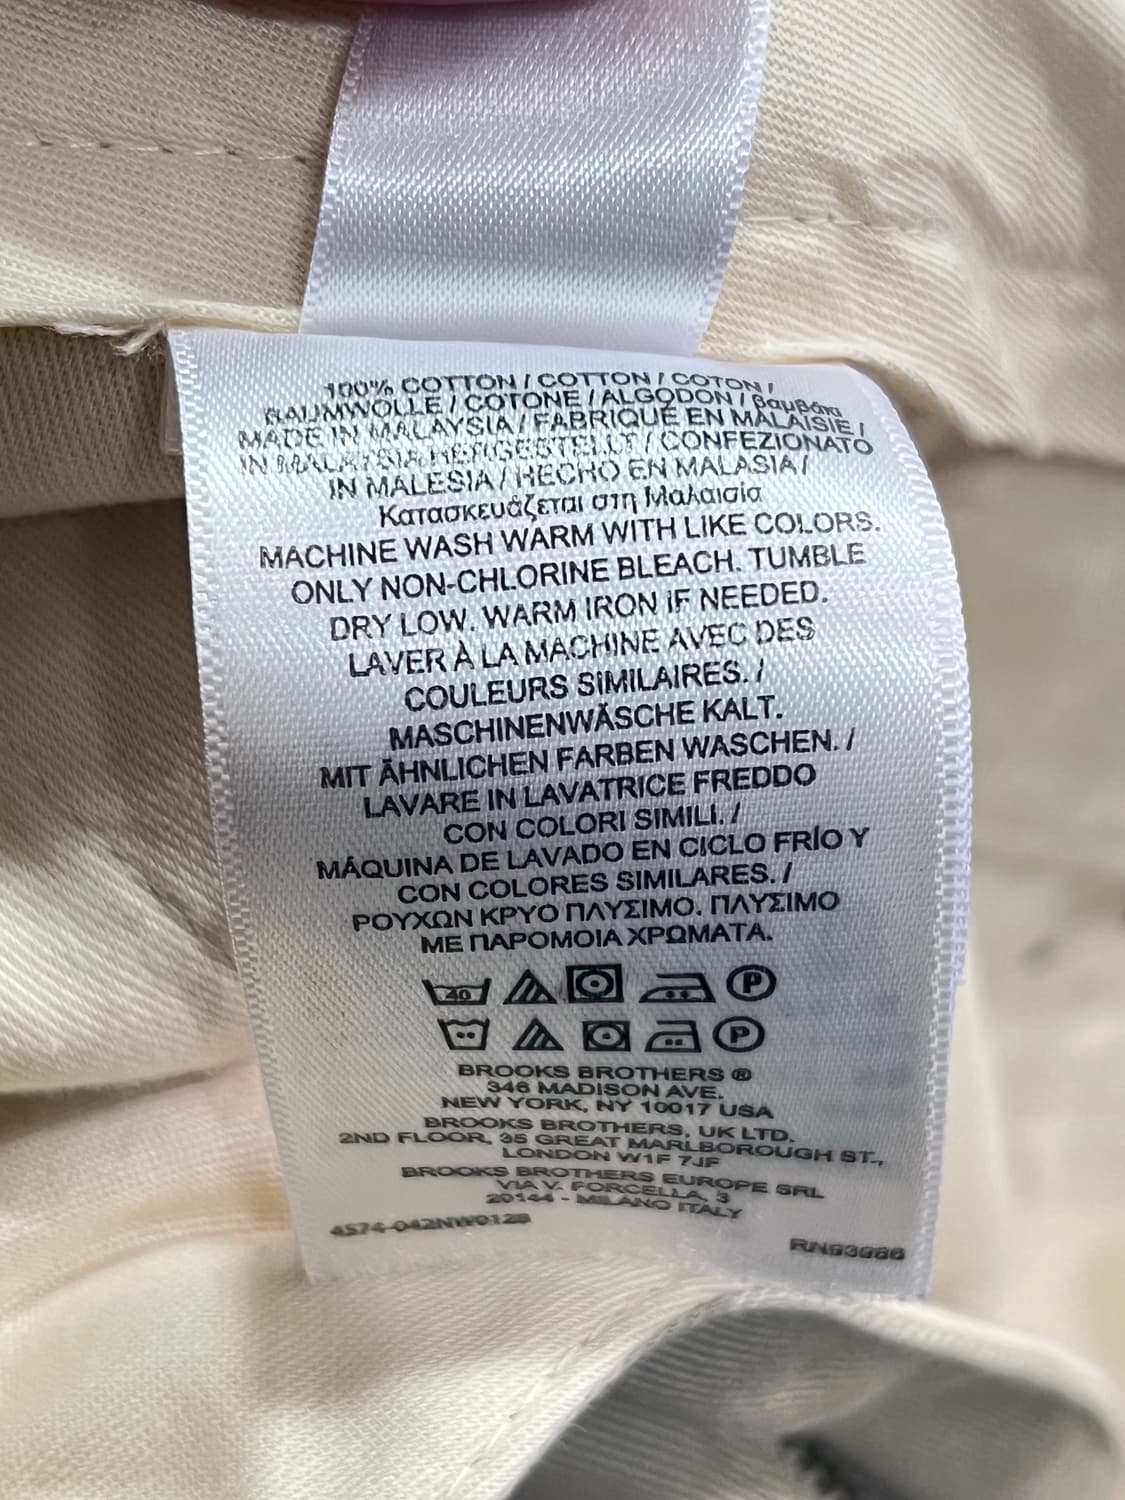 100% COTTON / COTTON / COTON /
BAUMWOLLE / COTONE / ALGODON / βαμβάκι
MADE IN MALAYSIA / FABRIQUÉ EN MALAISIE /
IN MALAYSIA HERGESTELLT / CONFEZIONATO
IN MALESIA / HECHO EN MALASIA /
Κατασκευάζεται στη Μαλαισία
MACHINE WASH WARM WITH LIKE COLORS.
ONLY NON-CHLORINE BLEACH. TUMBLE
DRY LOW. WARM IRON IF NEEDED.
LAVER À LA MACHINE AVEC DES
COULEURS SIMILAIRES. /
MASCHINENWÄSCHE KALT.
MIT ÄHNLICHEN FARBEN WASCHEN. /
LAVARE IN LAVATRICE FREDDO
CON COLORI SIMILI. /
MÁQUINA DE LAVADO EN CICLO FRÍO Y
CON COLORES SIMILARES. /
ΡΟΥΧΩΝ ΚΡΥΟ ΠΛΥΣΙΜΟ. ΠΛΥΣΙΜΟ
ΜΕ ΠΑΡΟΜΟΙΑ ΧΡΩΜΑΤΑ.
40 P
P
BROOKS BROTHERS ®
346 MADISON AVE.
NEW YORK, NY 10017 USA
BROOKS BROTHERS, UK LTD.
2ND FLOOR, 35 GREAT MARLBOROUGH ST.,
LONDON W1F 7JF
BROOKS BROTHERS EUROPE SRL
VIA V. FORCELLA, 3
20144 - MILANO ITALY